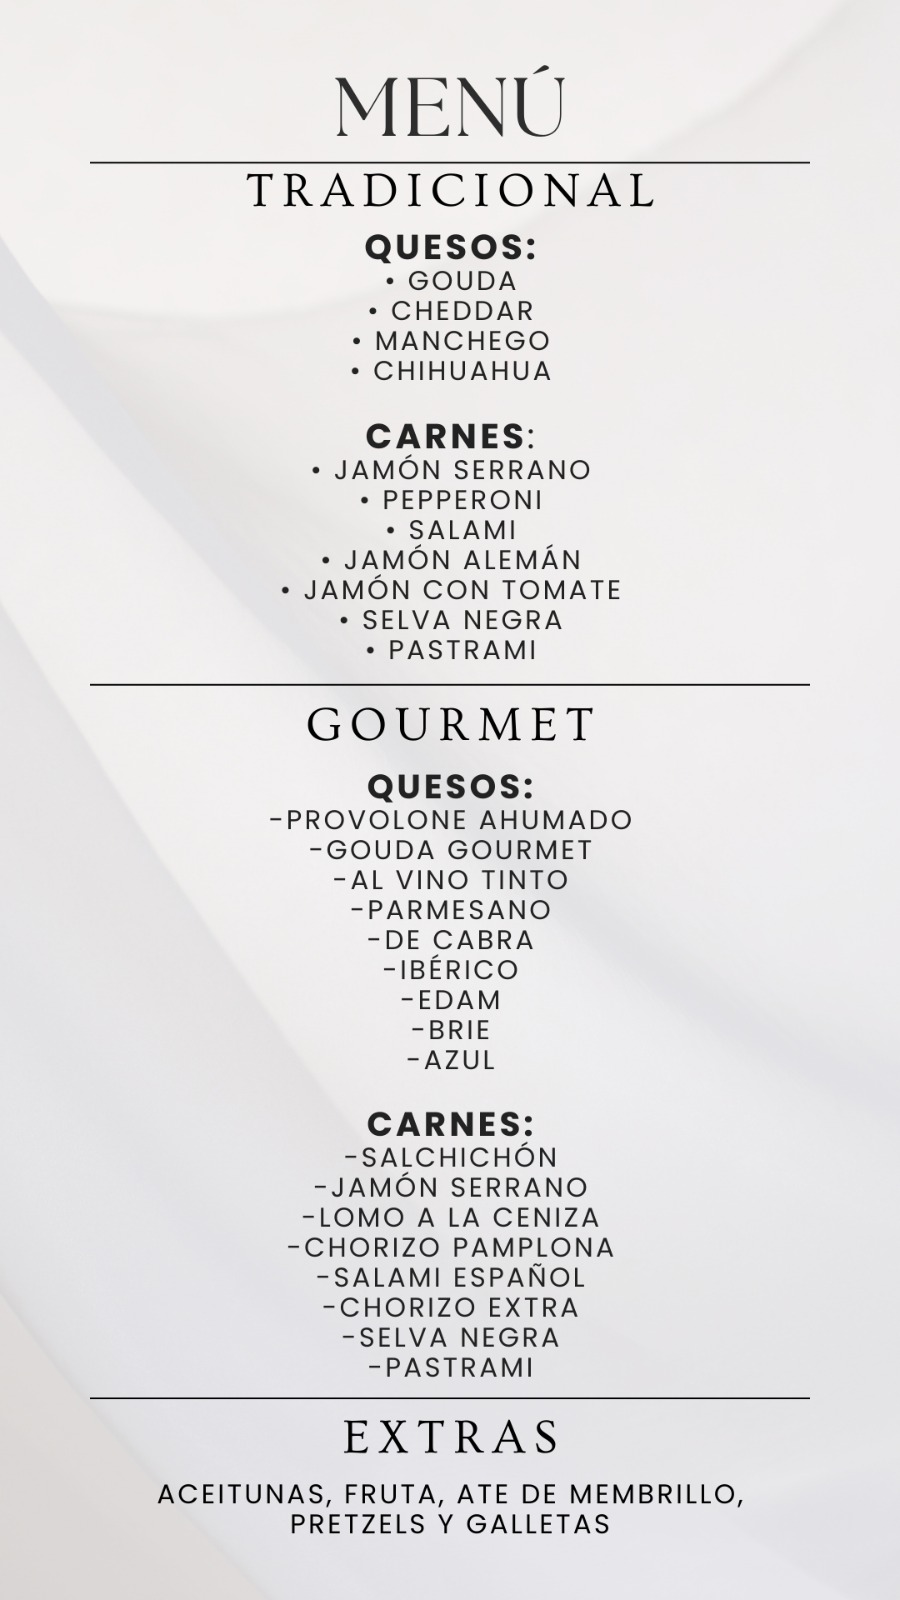 MENÚ
TRADICIONAL
QUESOS:
• GOUDA
• CHEDDAR
• MANCHEGO
• CHIHUAHUA
CARNES:
• JAMÓN SERRANO
• PEPPERONI
• SALAMI
• JAMÓN ALEMÁN
• JAMÓN CON TOMATE
• SELVA NEGRA
• PASTRAMI
GOURMET
QUESOS:
-PROVOLONE AHUMADO
-GOUDA GOURMET
-AL VINO TINTO
-PARMESANO
-DE CABRA
-IBÉRICO
-EDAM
-BRIE
-AZUL
CARNES:
-SALCHICHÓN
-JAMÓN SERRANO
-LOMO A LA CENIZA
-CHORIZO PAMPLONA
-SALAMI ESPAÑOL
-CHORIZO EXTRA
-SELVA NEGRA
-PASTRAMI
EXTRAS
ACEITUNAS, FRUTA, ATE DE MEMBRILLO,
PRETZELS Y GALLETAS